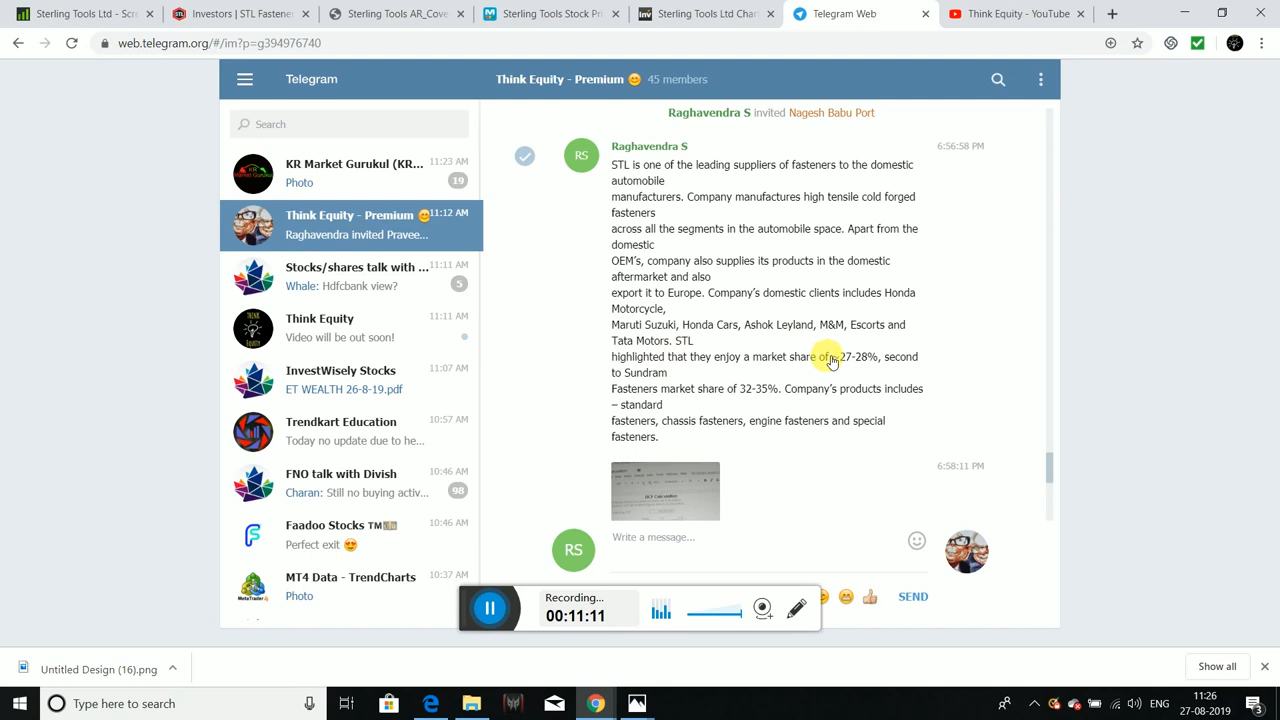 Sterling Tools Ltd - Scre
Investors | STL Fastene
Sterling Tools AR_Cove
Sterling Tools Stock Pri
Sterling Tools Ltd Char
Telegram Web
Think Equity - YouTube
web.telegram.org/#/im?p=g394976740
Telegram
Think Equity - Premium 😊 45 members
Search
KR Market Gurukul (KR... 11:23 AM
Photo 19
Think Equity - Premium 😊 11:12 AM
Raghavendra invited Pravee...
Stocks/shares talk with ... 11:11 AM
Whale: Hdfcbank view? 5
Think Equity 11:11 AM
Video will be out soon!
InvestWisely Stocks 11:07 AM
ET WEALTH 26-8-19.pdf
Trendkart Education 10:57 AM
Today no update due to he...
FNO talk with Divish 10:46 AM
Charan: Still no buying activ... 98
Faadoo Stocks ™ 10:46 AM
Perfect exit 😍
MT4 Data - TrendCharts 10:37 AM
Photo
Raghavendra S invited Nagesh Babu Port
RS
Raghavendra S 6:56:58 PM
STL is one of the leading suppliers of fasteners to the domestic
automobile
manufacturers. Company manufactures high tensile cold forged
fasteners
across all the segments in the automobile space. Apart from the
domestic
OEM's, company also supplies its products in the domestic
aftermarket and also
export it to Europe. Company's domestic clients includes Honda
Motorcycle,
Maruti Suzuki, Honda Cars, Ashok Leyland, M&M, Escorts and
Tata Motors. STL
highlighted that they enjoy a market share of 27-28%, second
to Sundram
Fasteners market share of 32-35%. Company's products includes
– standard
fasteners, chassis fasteners, engine fasteners and special
fasteners.
6:58:11 PM
RS
Write a message...
SEND
Recording...
00:11:11
Untitled Design (16).png
Show all
Type here to search
ENG
11:26
27-08-2019
3